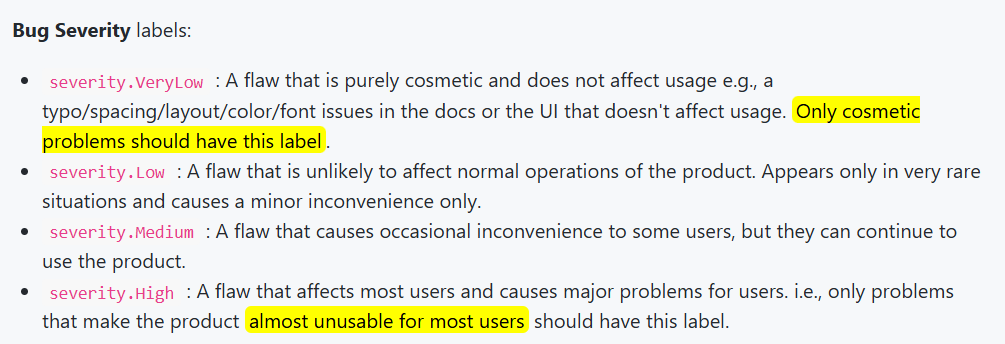 Bug Severity labels:
severity.VeryLow : A flaw that is purely cosmetic and does not affect usage e.g., a
typo/spacing/layout/color/font issues in the docs or the UI that doesn't affect usage. Only cosmetic
problems should have this label.
severity.Low : A flaw that is unlikely to affect normal operations of the product. Appears only in very rare
situations and causes a minor inconvenience only.
severity.Medium : A flaw that causes occasional inconvenience to some users, but they can continue to
use the product.
severity.High : A flaw that affects most users and causes major problems for users. i.e., only problems
that make the product almost unusable for most users should have this label.